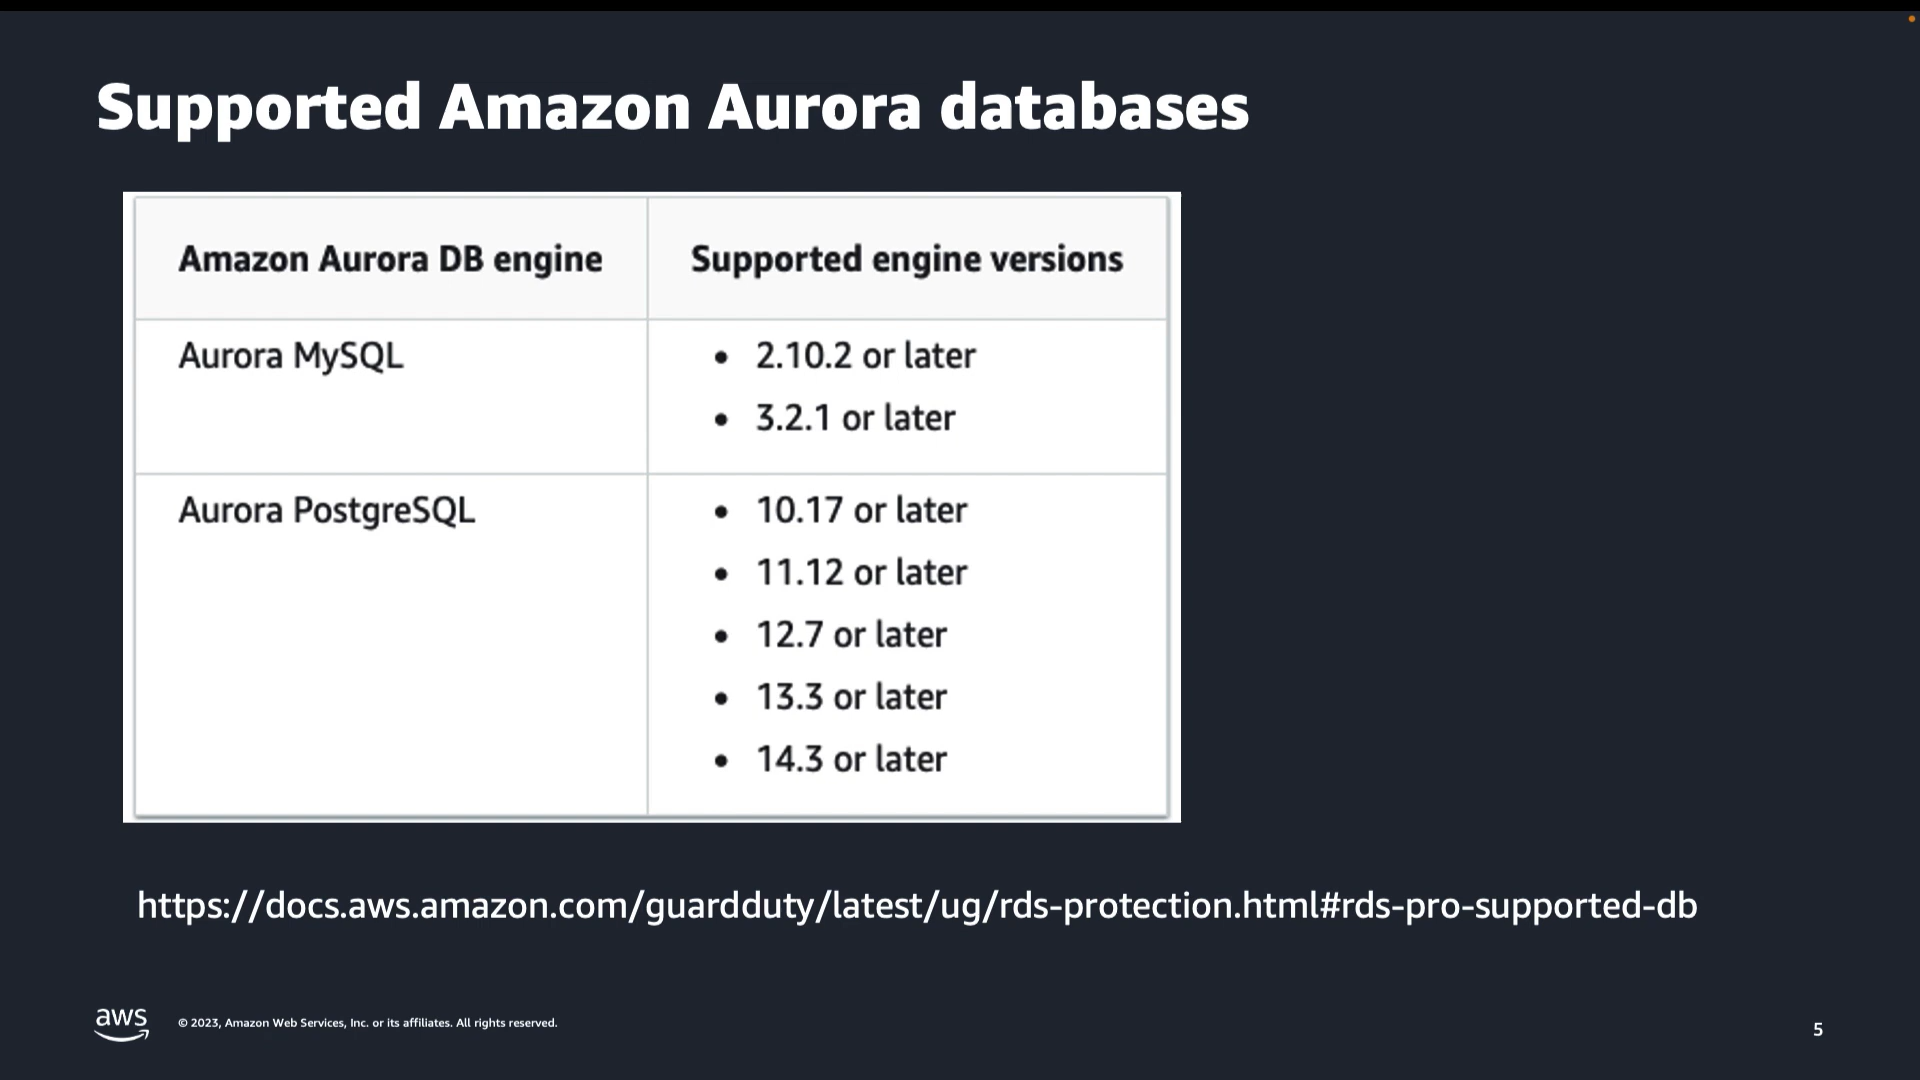 Supported Amazon Aurora databases
Amazon Aurora DB engine
Supported engine versions
Aurora MySQL
• 2.10.2 or later
• 3.2.1 or later
Aurora PostgreSQL
• 10.17 or later
• 11.12 or later
• 12.7 or later
• 13.3 or later
• 14.3 or later
https://docs.aws.amazon.com/guardduty/latest/ug/rds-protection.html#rds-pro-supported-db
aws
© 2023, Amazon Web Services, Inc. or its affiliates. All rights reserved.
5